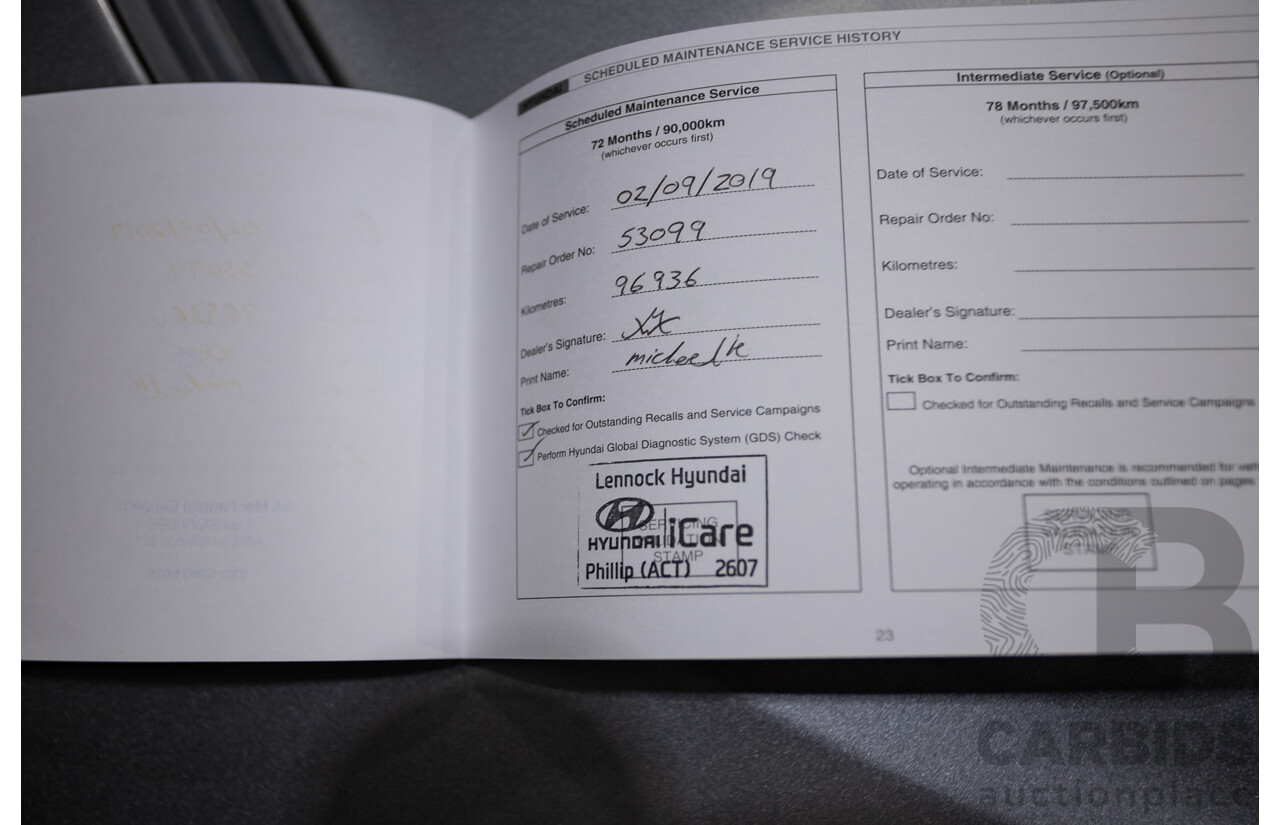 HYUNDAI
SCHEDULED MAINTENANCE SERVICE HISTORY
Scheduled Maintenance Service
72 Months / 90,000km
(whichever occurs first)
Date of Service: 02/09/2019
Repair Order No: 53099
Kilometres: 96936
Dealer's Signature:
Print Name:
Tick Box To Confirm:
Checked for Outstanding Recalls and Service Campaigns
Perform Hyundai Global Diagnostic System (GDS) Check
Lennock Hyundai
HYUNDAI iCare
STAMP
Phillip (ACT) 2607
Intermediate Service (Optional)
78 Months / 97,500km
(whichever occurs first)
Date of Service:
Repair Order No:
Kilometres:
Dealer's Signature:
Print Name:
Tick Box To Confirm:
Checked for Outstanding Recalls and Service Campaigns
Optional Intermediate Maintenance is recommended for
operating in accordance with the conditions outlined on pages
STAMP
23
CB
CARBIDS
auctionplace